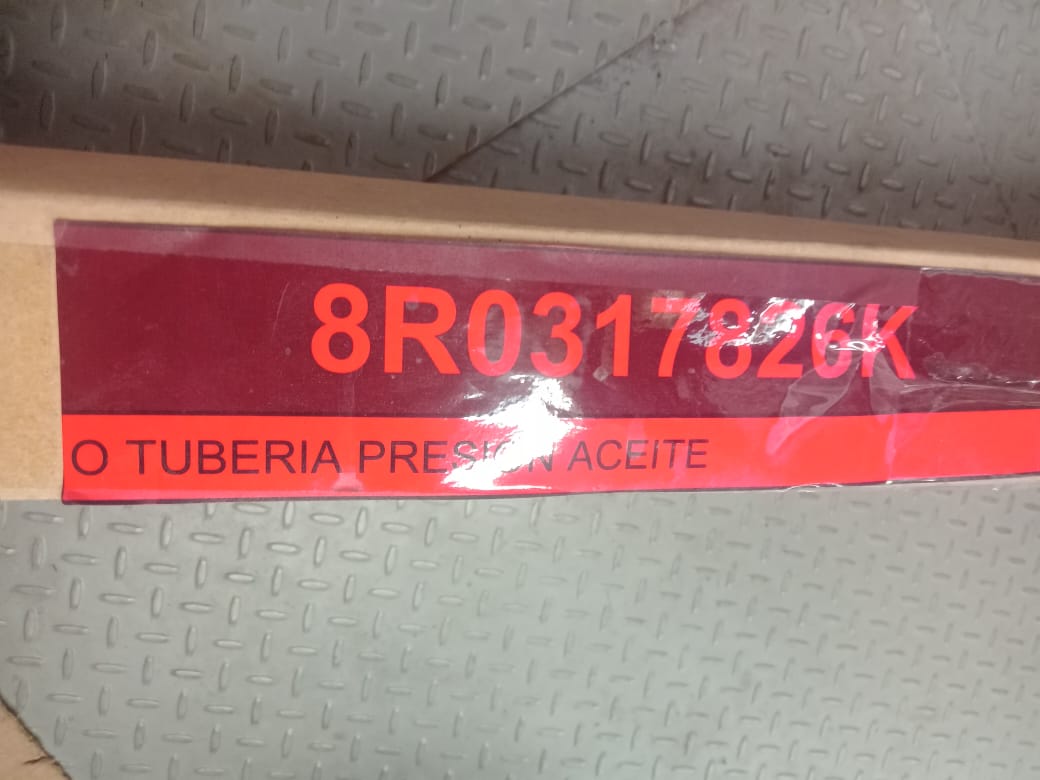 8R0317826K
O TUBERIA PRESION ACEITE